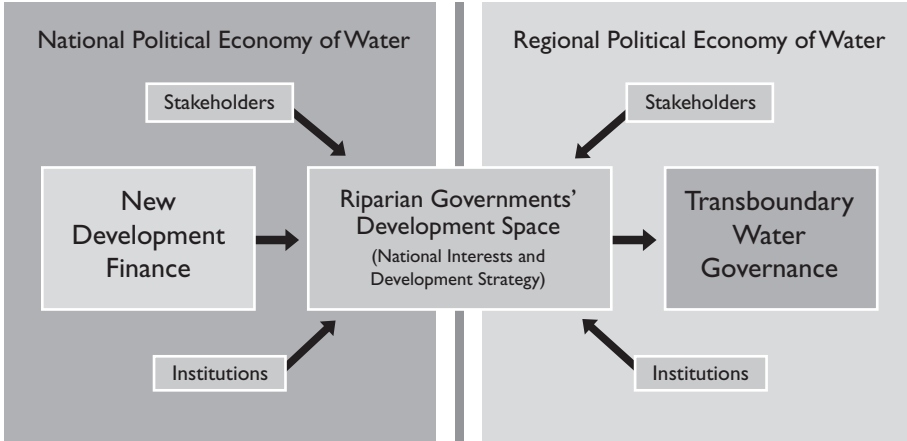 National Political Economy of Water
Regional Political Economy of Water
Stakeholders
Stakeholders
New
Development
Finance
Riparian Governments’
Development Space
(National Interests and
Development Strategy)
Transboundary
Water
Governance
Institutions
Institutions